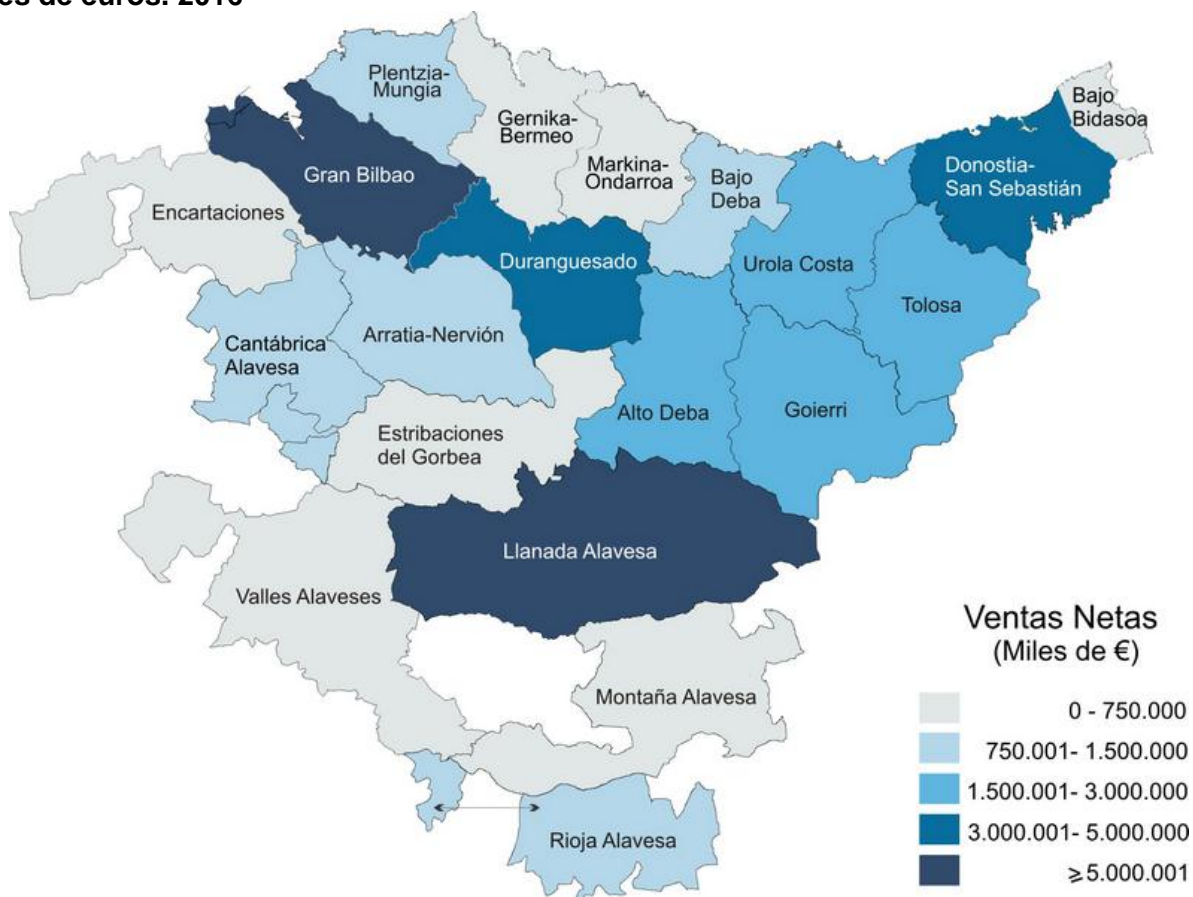 es de euros. 2016
Plentzia-
Mungia
Gernika-
Bermeo
Bajo
Bidasoa
Gran Bilbao
Markina-
Ondarroa
Bajo
Deba
Donostia-
San Sebastián
Encartaciones
Duranguesado
Urola Costa
Tolosa
Cantábrica
Alavesa
Arratia-Nervión
Alto Deba
Goierri
Estribaciones
del Gorbea
Llanada Alavesa
Valles Alaveses
Montaña Alavesa
Rioja Alavesa
Ventas Netas
(Miles de €)
0 - 750.000
750.001- 1.500.000
1.500.001- 3.000.000
3.000.001- 5.000.000
⩾5.000.001